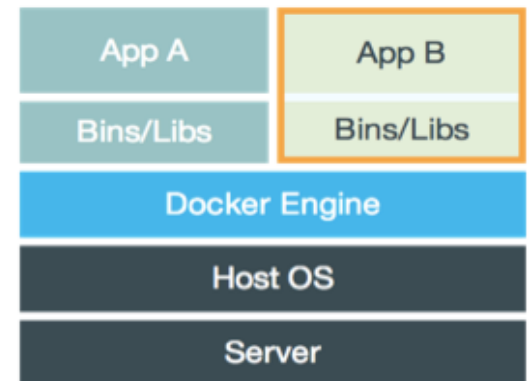 App A
App B
Bins/Libs
Bins/Libs
Docker Engine
Host OS
Server